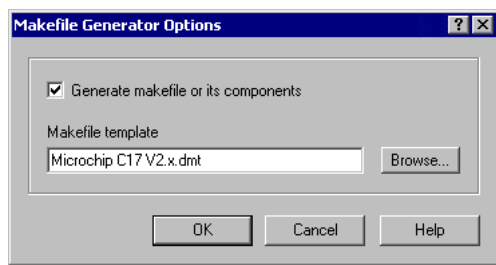 Makefile Generator Options
Generate makefile or its components
Makefile template
Microchip C17 V2.x.dmt Browse...
OK Cancel Help